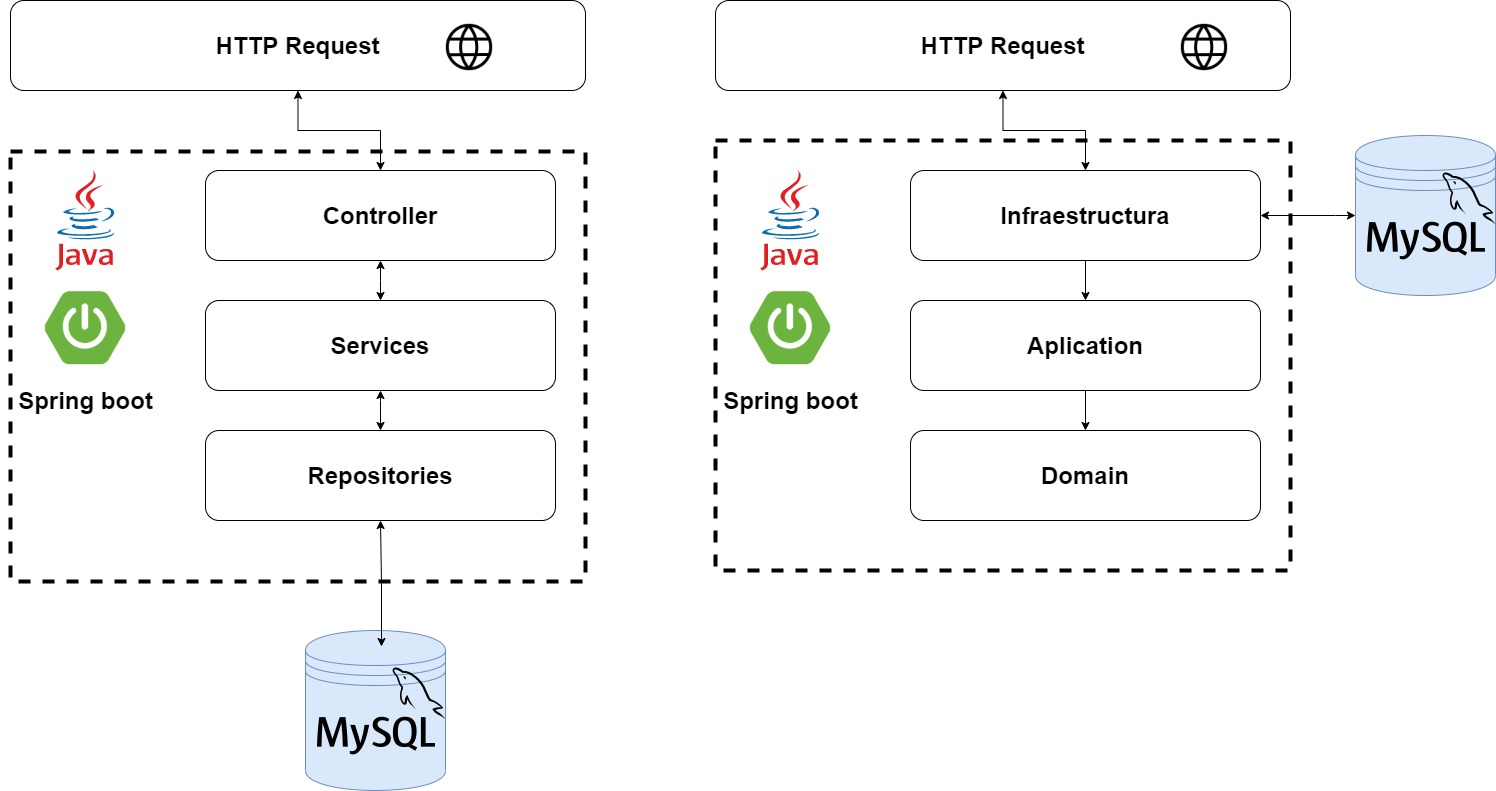 HTTP Request
Java
Spring boot
Controller
Services
Repositories
MySQL
HTTP Request
Java
Spring boot
Infraestructura
Aplication
Domain
MySQL